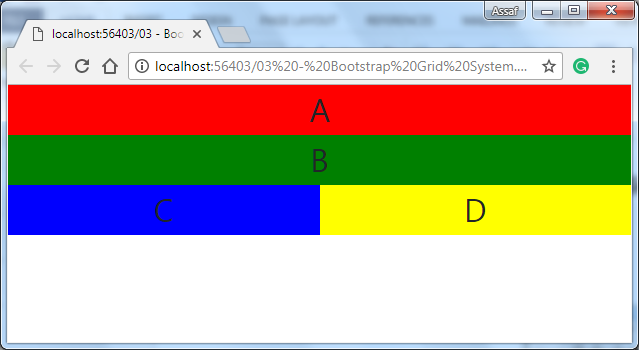 Assaf
localhost:56403/03 - Boo
localhost:56403/03%20-%20Bootstrap%20Grid%20System....
A
B
C D